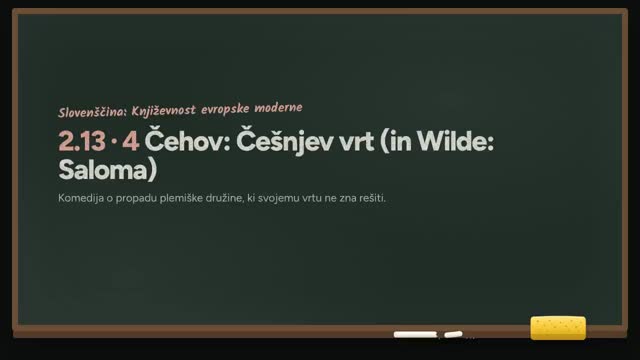 Slovenščina: Književnost evropske moderne
2.13 · 4 Čehov: Češnjev vrt (in Wilde:
Saloma)
Komedija o propadu plemiške družine, ki svojemu vrtu ne zna rešiti.